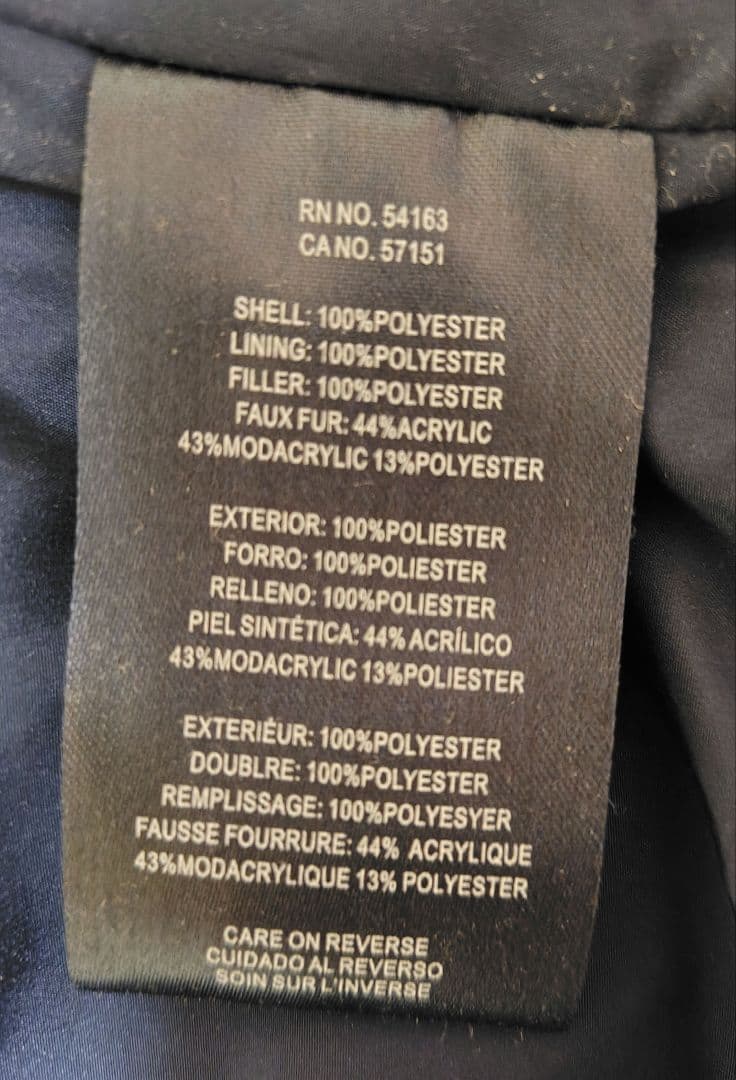 RN NO. 54163
CA NO. 57151
SHELL: 100%POLYESTER
LINING: 100%POLYESTER
FILLER: 100%POLYESTER
FAUX FUR: 44%ACRYLIC
43%MODACRYLIC 13%POLYESTER
EXTERIOR: 100%POLIESTER
FORRO: 100%POLIESTER
RELLENO: 100%POLIESTER
PIEL SINTÉTICA: 44% ACRÍLICO
43%MODACRYLIC 13%POLIESTER
EXTERIÉUR: 100%POLYESTER
DOUBLRE: 100%POLYESTER
REMPLISSAGE: 100%POLYESYER
FAUSSE FOURRURE: 44% ACRYLIQUE
43%MODACRYLIQUE 13% POLYESTER
CARE ON REVERSE
CUIDADO AL REVERSO
SOIN SUR L'INVERSE